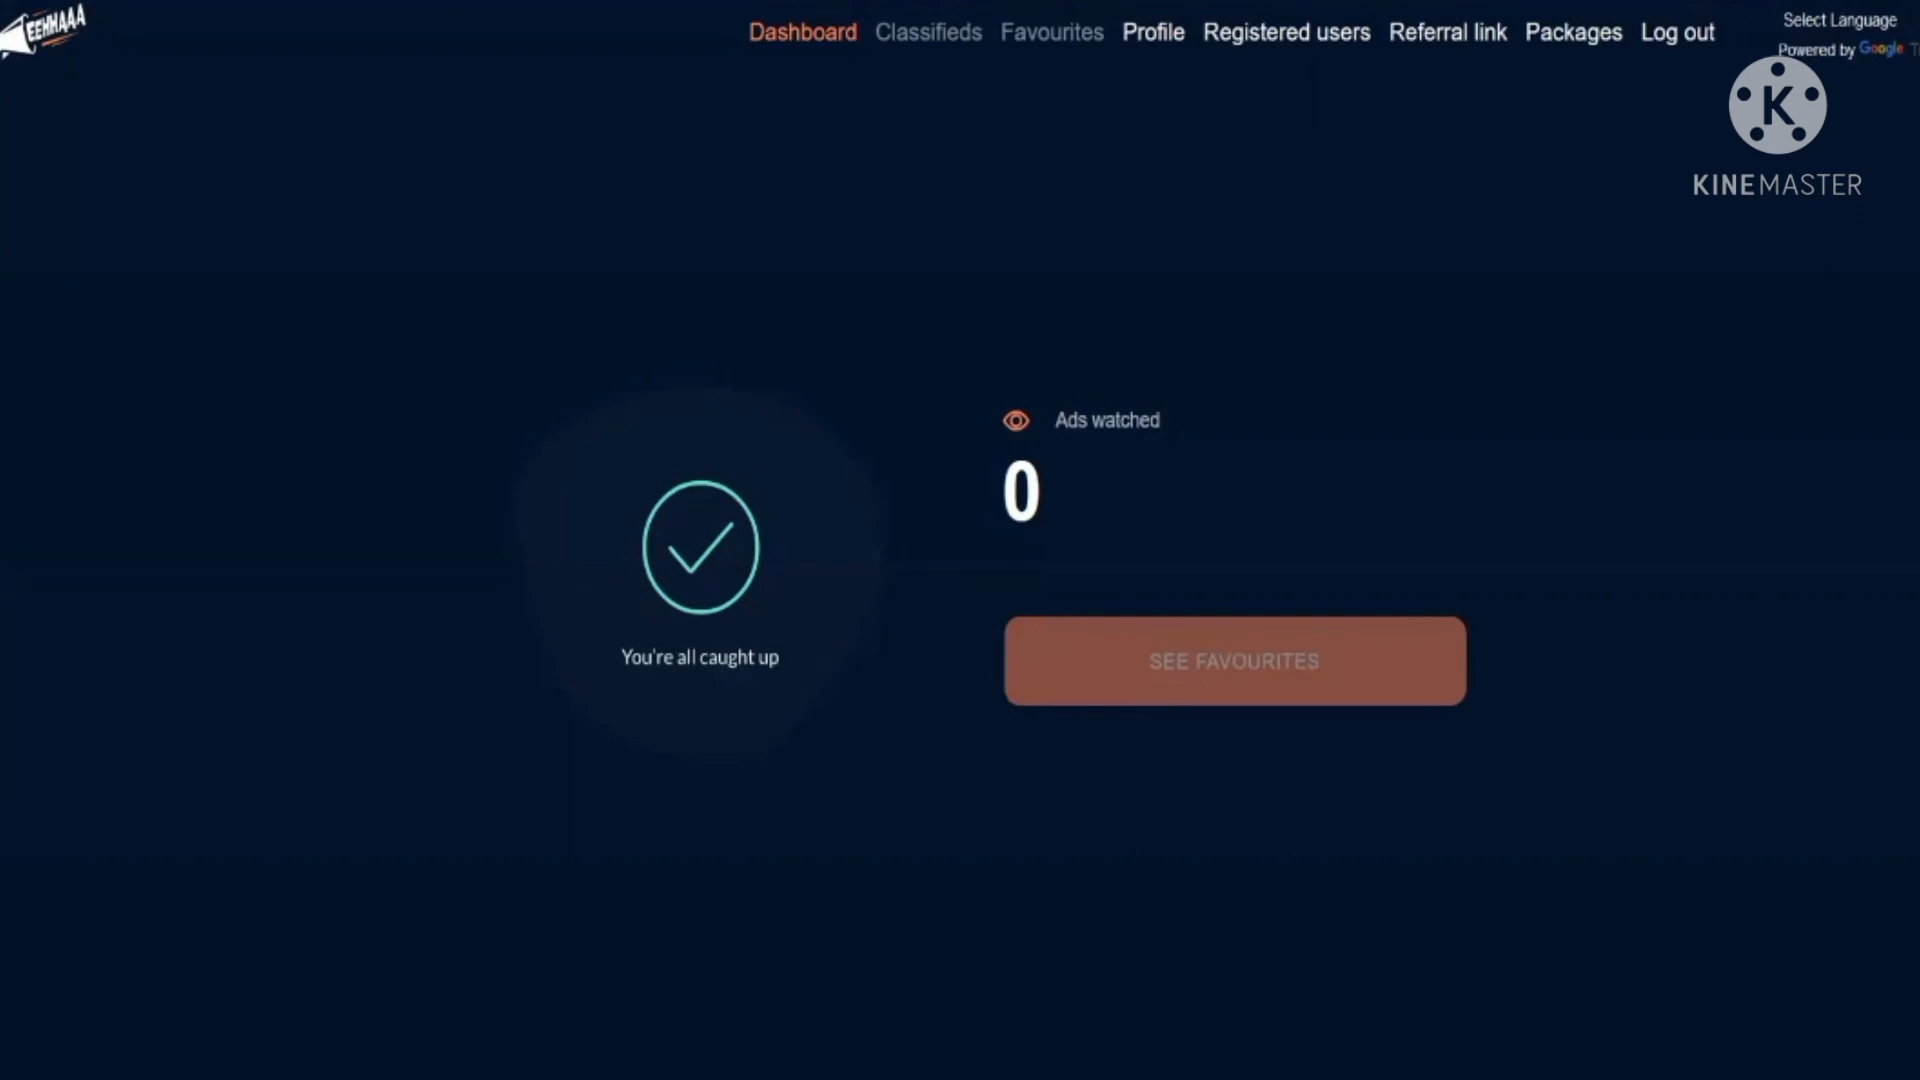 EEHHAAA
Dashboard Classifieds Favourites Profile Registered users Referral link Packages Log out
Select Language
Powered by Google
K
KINEMASTER
Ads watched
0
You're all caught up
SEE FAVOURITES